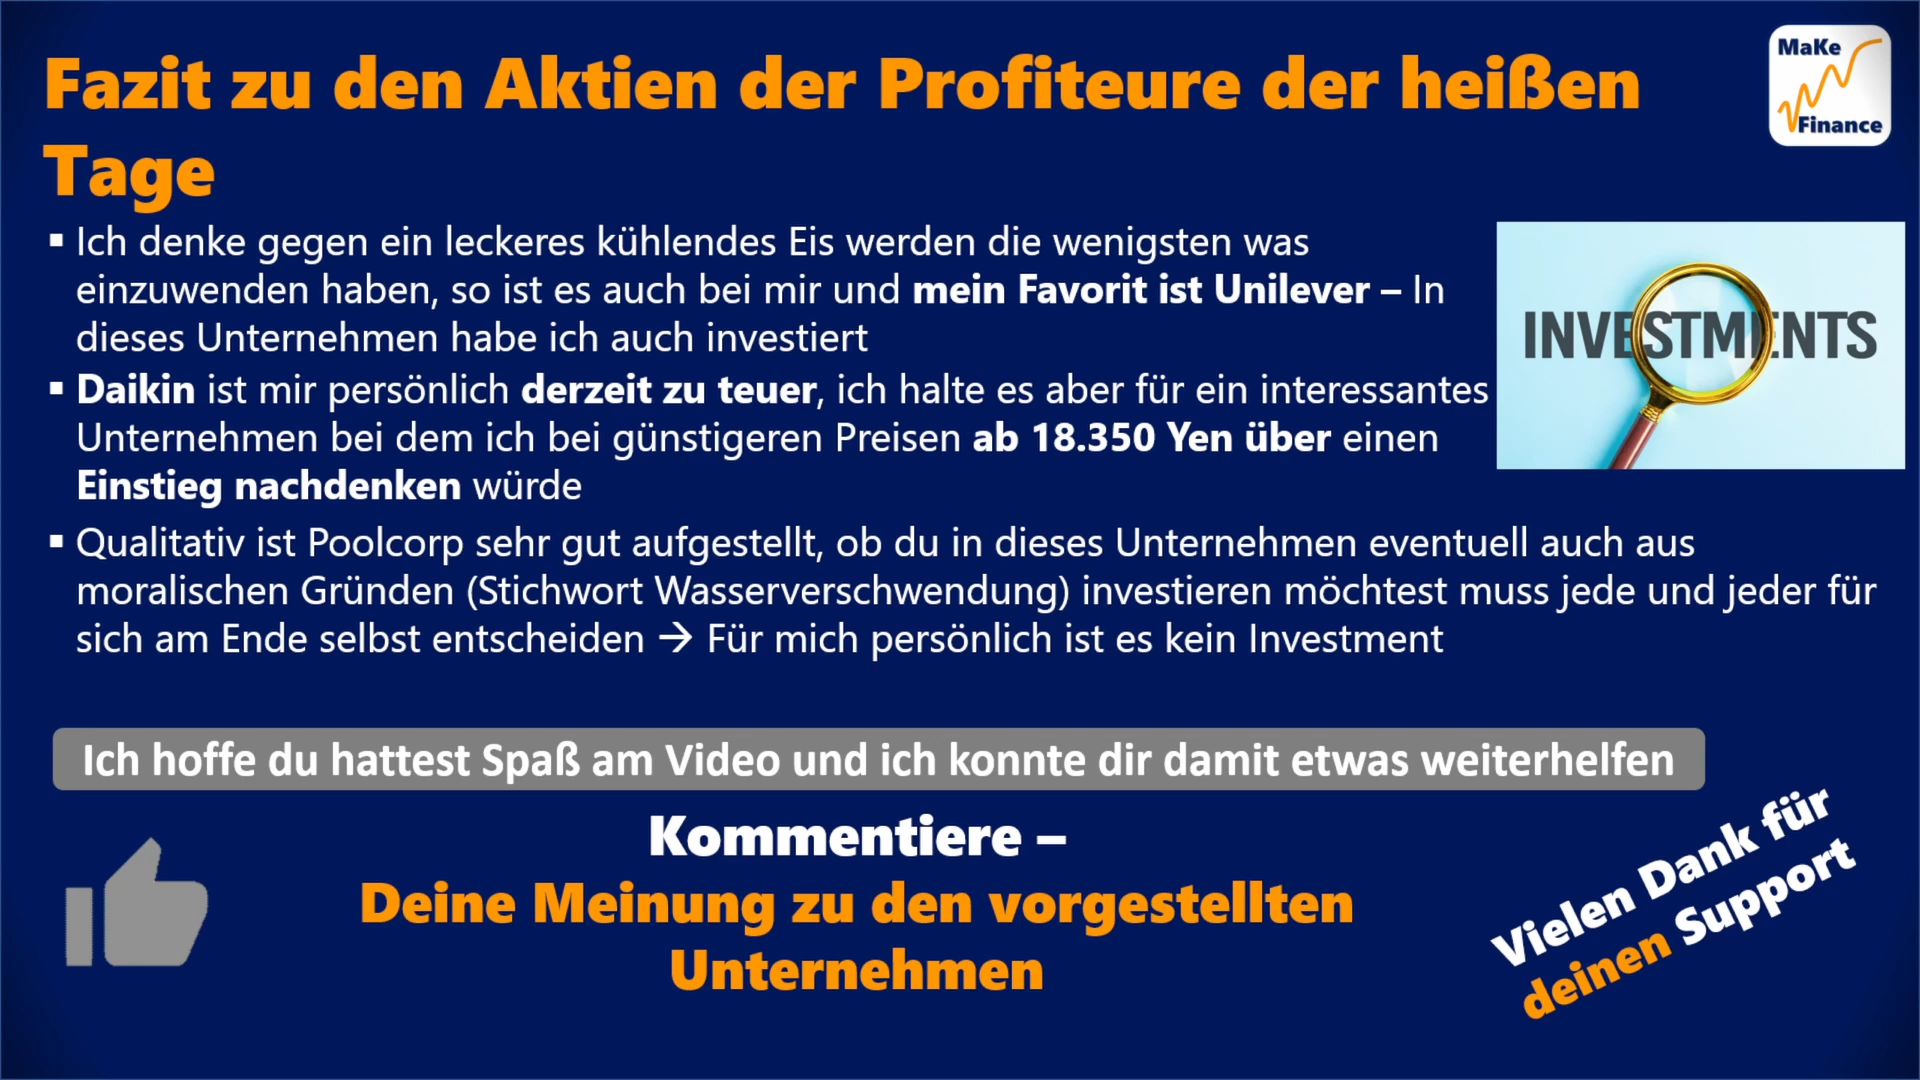 Fazit zu den Aktien der Profiteure der heißen
Tage
MaKe
Finance
▪ Ich denke gegen ein leckeres kühlendes Eis werden die wenigsten was
einzuwenden haben, so ist es auch bei mir und mein Favorit ist Unilever – In
dieses Unternehmen habe ich auch investiert
▪ Daikin ist mir persönlich derzeit zu teuer, ich halte es aber für ein interessantes
Unternehmen bei dem ich bei günstigeren Preisen ab 18.350 Yen über einen
Einstieg nachdenken würde
INVESTMENTS
▪ Qualitativ ist Poolcorp sehr gut aufgestellt, ob du in dieses Unternehmen eventuell auch aus
moralischen Gründen (Stichwort Wasserverschwendung) investieren möchtest muss jede und jeder für
sich am Ende selbst entscheiden → Für mich persönlich ist es kein Investment
Ich hoffe du hattest Spaß am Video und ich konnte dir damit etwas weiterhelfen
Kommentiere –
Deine Meinung zu den vorgestellten
Unternehmen
Vielen Dank für
deinen Support